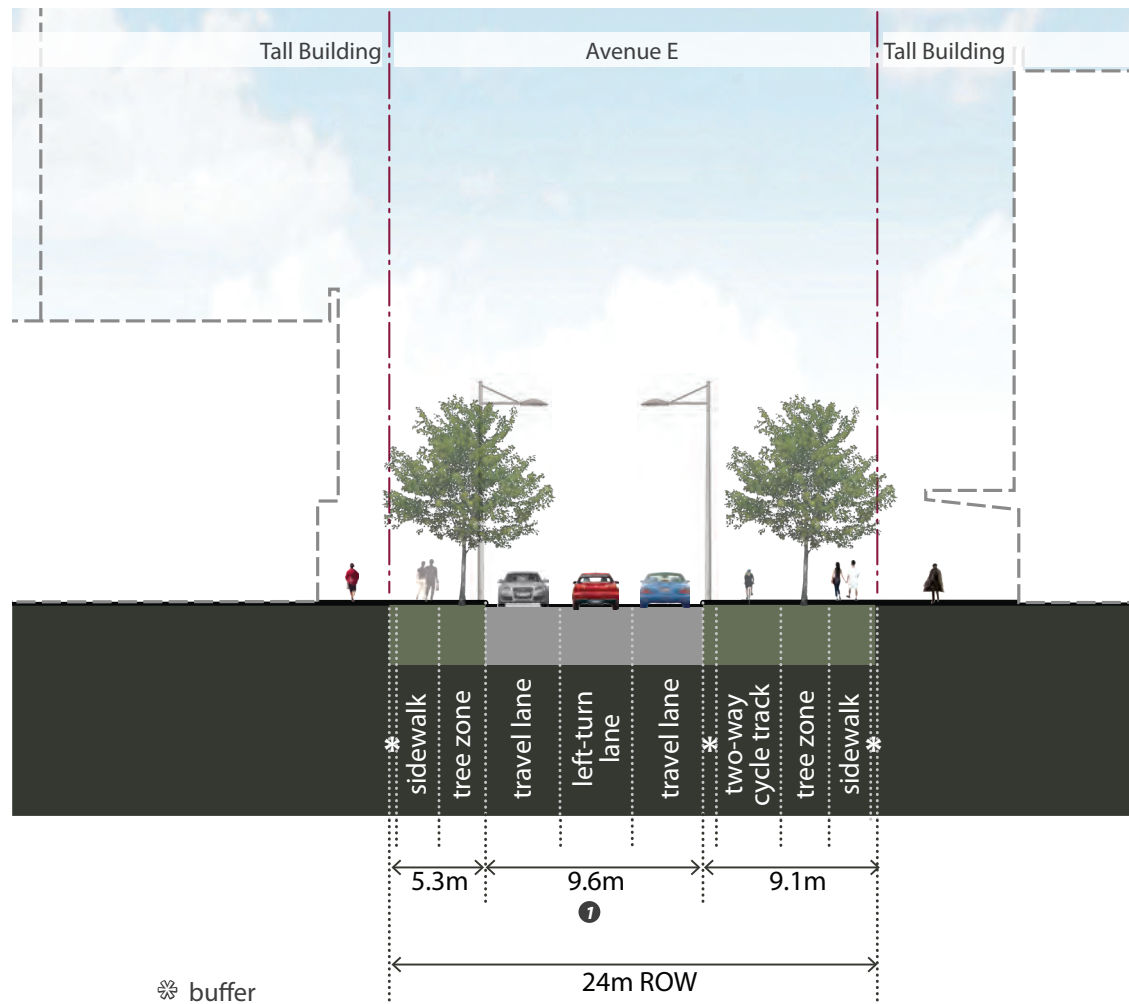 Tall Building
Avenue E
Tall Building
*
sidewalk
tree zone
travel lane
left-turn
lane
travel lane
*
two-way
cycle track
tree zone
sidewalk
*
5.3m
9.6m
9.1m
1
24m ROW
* buffer